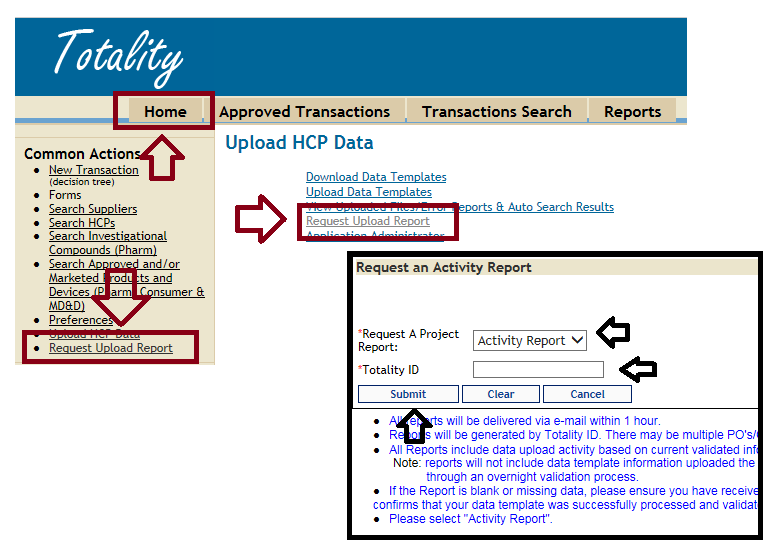 Totality
Home
Approved Transactions
Transactions Search
Reports
Common Actions
New Transaction
(decision tree)
Forms
Search Suppliers
Search HCPs
Search Investigational
Compounds (Pharm)
Search Approved and/or
Marketed Products and
Devices (Pharm, Consumer &
MD&D)
Preferences
Upload HCP Data
Request Upload Report
Upload HCP Data
Download Data Templates
Upload Data Templates
View Uploaded Files/Error Reports & Auto Search Results
Request Upload Report
Application Administrator
Request an Activity Report
*Request A Project
Report:
Activity Report
*Totality ID
Submit
Clear
Cancel
All reports will be delivered via e-mail within 1 hour.
Reports will be generated by Totality ID. There may be multiple PO's/
All Reports include data upload activity based on current validated inf
Note: reports will not include data template information uploaded the
through an overnight validation process.
If the Report is blank or missing data, please ensure you have receive
confirms that your data template was successfully processed and validat
Please select "Activity Report".